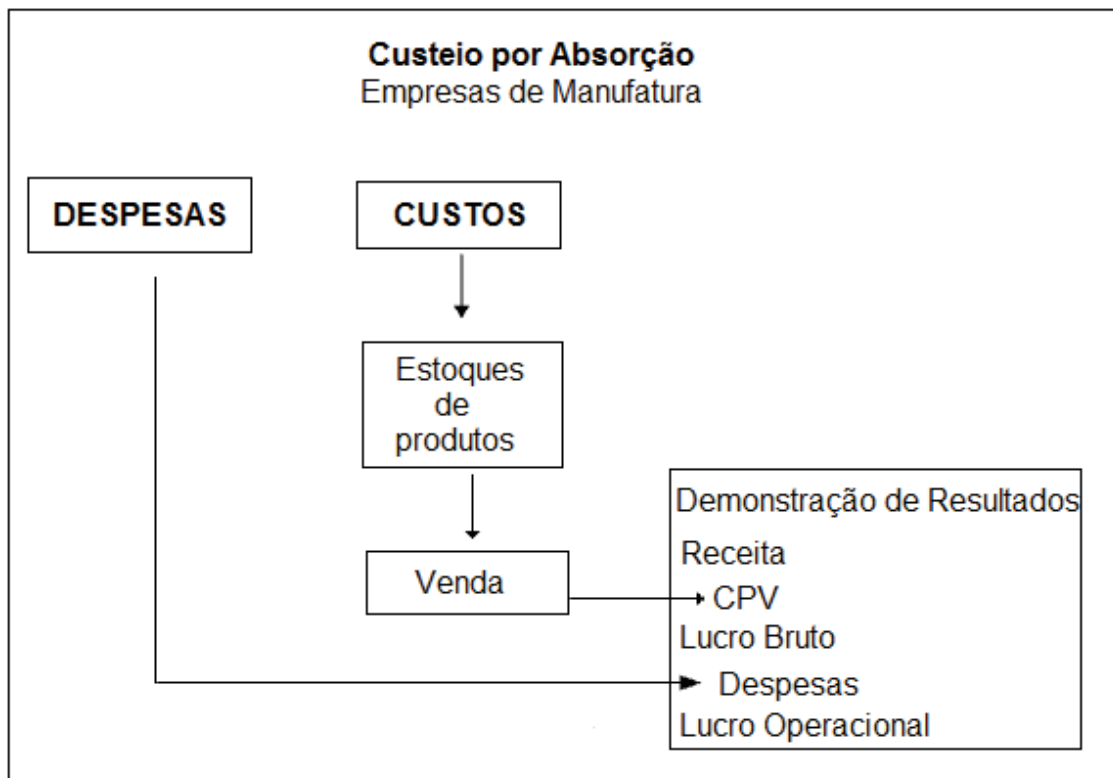 Custeio por Absorção
Empresas de Manufatura
DESPESAS
CUSTOS
Estoques
de
produtos
Venda
Demonstração de Resultados
Receita
CPV
Lucro Bruto
Despesas
Lucro Operacional